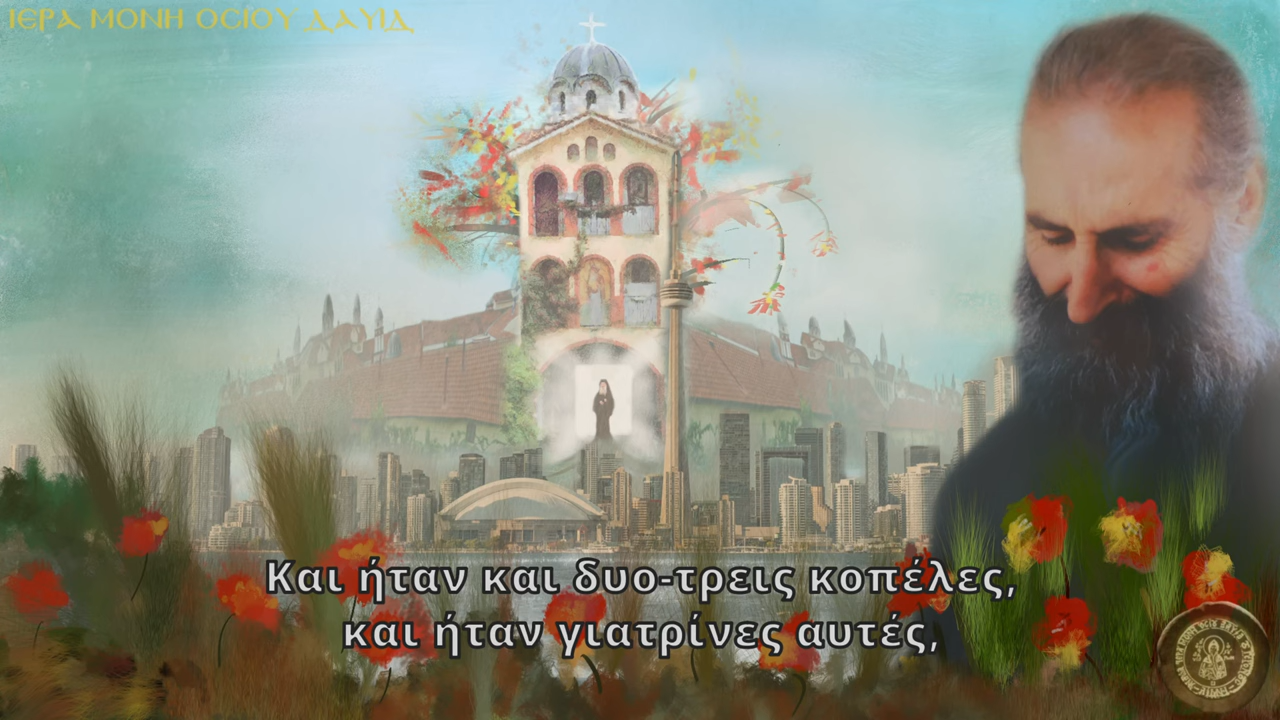 ΙΕΡΑ ΜΟΝΗ ΟΣΙΟΥ ΔΑΥΙΔ
Και ήταν και δυο-τρεις κοπέλες,
και ήταν γιατρίνες αυτές,